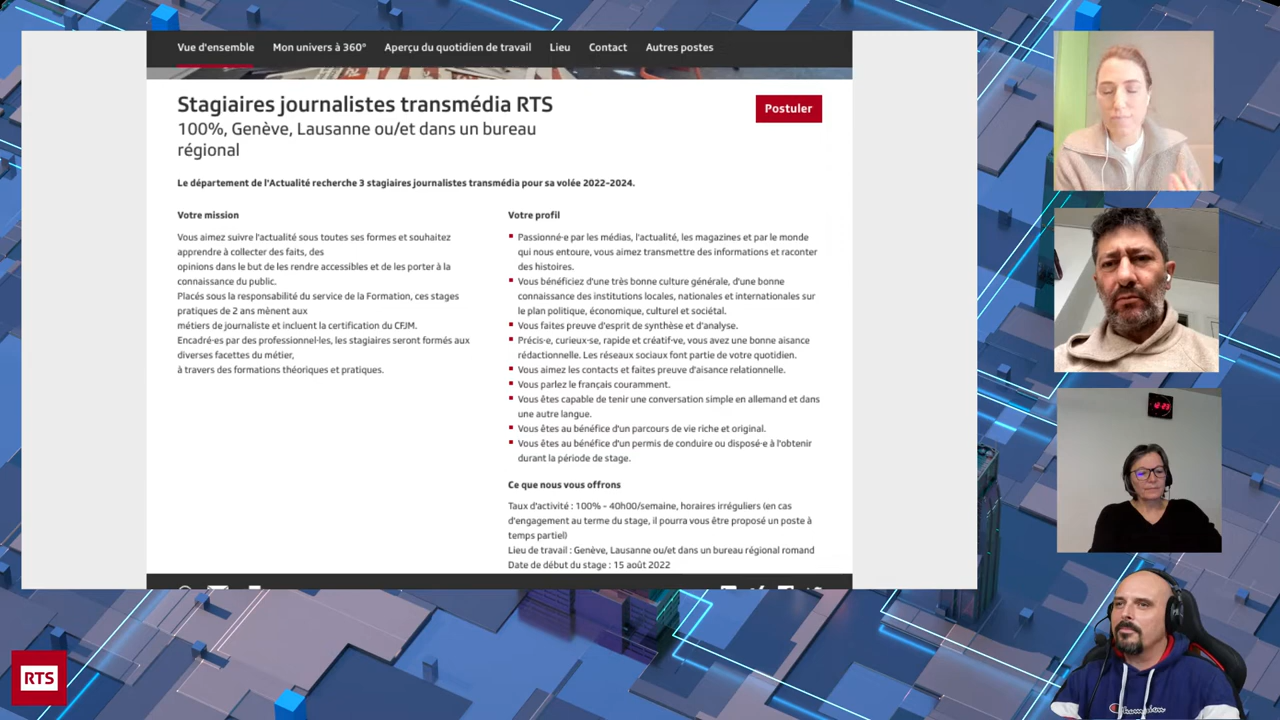 Vue d'ensemble Mon univers à 360° Aperçu du quotidien de travail Lieu Contact Autres postes
Stagiaires journalistes transmédia RTS
100%, Genève, Lausanne ou/et dans un bureau
régional
Postuler
Le département de l'Actualité recherche 3 stagiaires journalistes transmédia pour sa volée 2022-2024.
Votre mission
Vous aimez suivre l'actualité sous toutes ses formes et souhaitez
apprendre à collecter des faits, des
opinions dans le but de les rendre accessibles et de les porter à la
connaissance du public.
Placés sous la responsabilité du service de la Formation, ces stages
pratiques de 2 ans mènent aux
métiers de journaliste et incluent la certification du CFJM.
Encadré·es par des professionnel·les, les stagiaires seront formés aux
diverses facettes du métier,
à travers des formations théoriques et pratiques.
Votre profil
Passionné·e par les médias, l'actualité, les magazines et par le monde
qui nous entoure, vous aimez transmettre des informations et raconter
des histoires.
Vous bénéficiez d'une très bonne culture générale, d'une bonne
connaissance des institutions locales, nationales et internationales sur
le plan politique, économique, culturel et sociétal.
Vous faites preuve d'esprit de synthèse et d'analyse.
Précis·e, curieux·se, rapide et créatif·ve, vous avez une bonne aisance
rédactionnelle. Les réseaux sociaux font partie de votre quotidien.
Vous aimez les contacts et faites preuve d'aisance relationnelle.
Vous parlez le français couramment.
Vous êtes capable de tenir une conversation simple en allemand et dans
une autre langue.
Vous êtes au bénéfice d'un parcours de vie riche et original.
Vous êtes au bénéfice d'un permis de conduire ou disposé·e à l'obtenir
durant la période de stage.
Ce que nous vous offrons
Taux d'activité : 100% - 40h00/semaine, horaires irréguliers (en cas
d'engagement au terme du stage, il pourra vous être proposé un poste à
temps partiel)
Lieu de travail : Genève, Lausanne ou/et dans un bureau régional romand
Date de début du stage : 15 août 2022
RTS
Champion